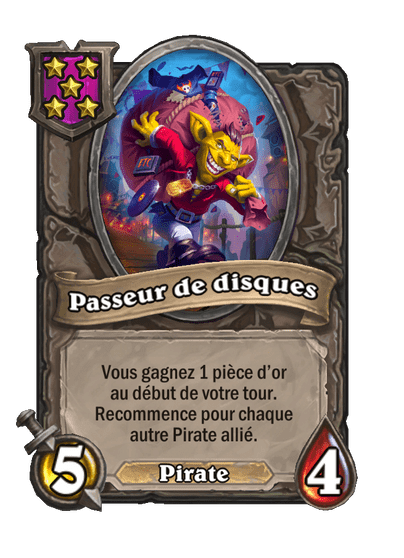 Passeur de disques
Vous gagnez 1 pièce d'or
au début de votre tour.
Recommence pour chaque
autre Pirate allié.
5
Pirate
4